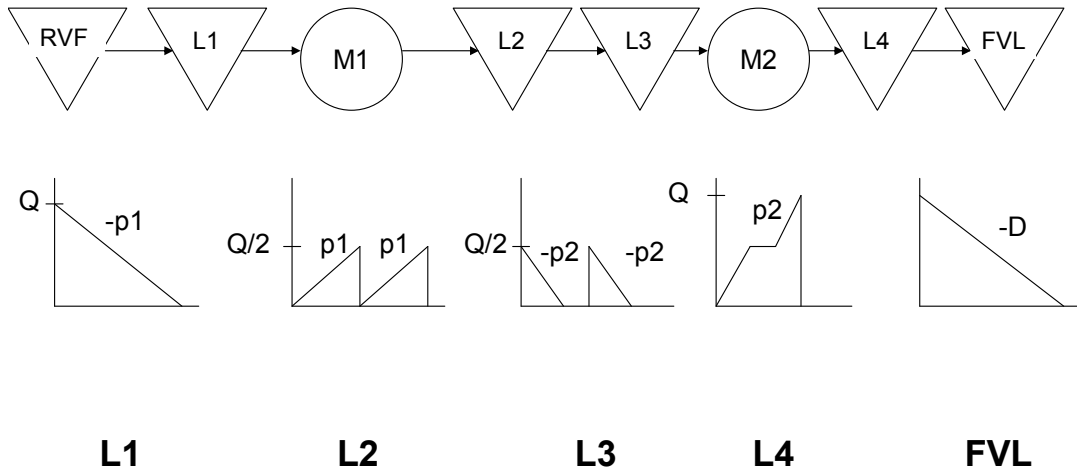 RVF L1 M1 L2 L3 M2 L4 FVL
Q -p1
Q/2 p1 p1
Q/2 -p2 -p2
Q p2
-D
L1 L2 L3 L4 FVL